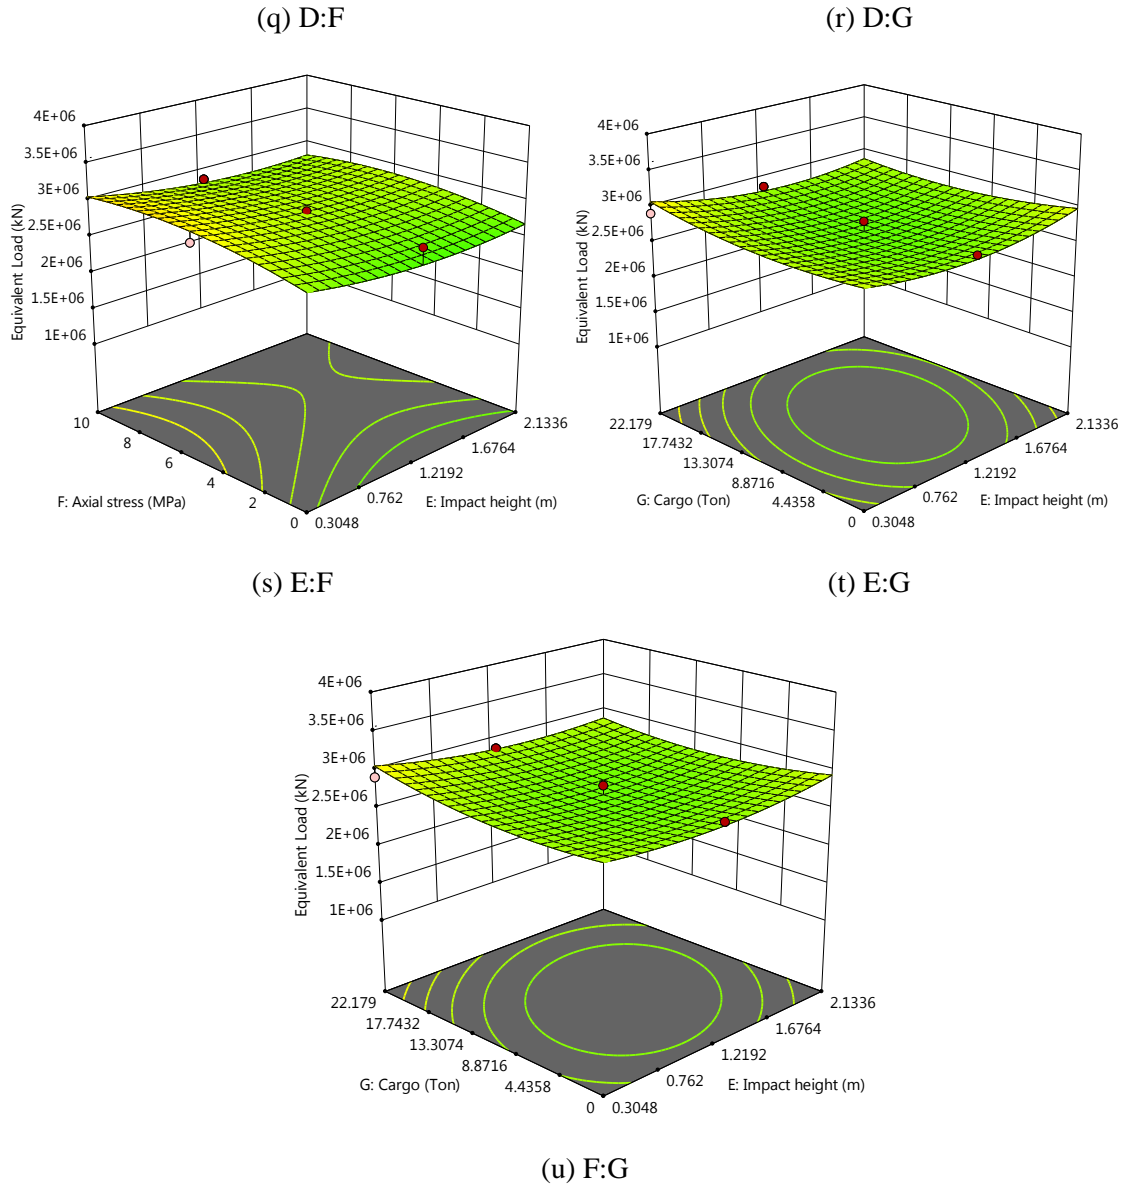 (q) D:F
(r) D:G
4E+06
3.5E+06
3E+06
2.5E+06
2E+06
1.5E+06
1E+06
Equivalent Load (kN)
10
8
6
4
2
0
0.3048
0.762
1.2192
1.6764
2.1336
F: Axial stress (MPa)
E: Impact height (m)
4E+06
3.5E+06
3E+06
2.5E+06
2E+06
1.5E+06
1E+06
Equivalent Load (kN)
22.179
17.7432
13.3074
8.8716
4.4358
0
0.3048
0.762
1.2192
1.6764
2.1336
G: Cargo (Ton)
E: Impact height (m)
(s) E:F
(t) E:G
4E+06
3.5E+06
3E+06
2.5E+06
2E+06
1.5E+06
1E+06
Equivalent Load (kN)
22.179
17.7432
13.3074
8.8716
4.4358
0
0.3048
0.762
1.2192
1.6764
2.1336
G: Cargo (Ton)
E: Impact height (m)
(u) F:G